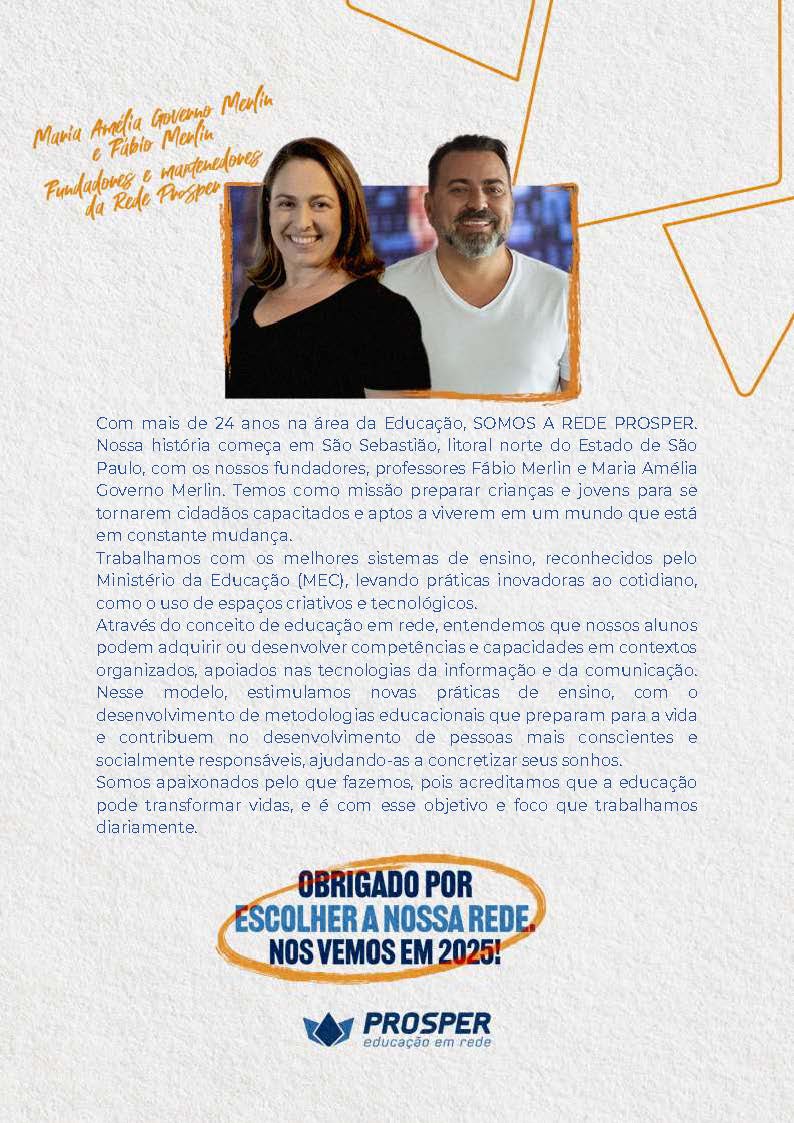 Maria Amélia Governo Merlin
e Fábio Merlin
Fundadores e mantenedores
da Rede Prosper
Com mais de 24 anos na área da Educação, SOMOS A REDE PROSPER.
Nossa história começa em São Sebastião, litoral norte do Estado de São
Paulo, com os nossos fundadores, professores Fábio Merlin e Maria Amélia
Governo Merlin. Temos como missão preparar crianças e jovens para se
tornarem cidadãos capacitados e aptos a viverem em um mundo que está
em constante mudança.
Trabalhamos com os melhores sistemas de ensino, reconhecidos pelo
Ministério da Educação (MEC), levando práticas inovadoras ao cotidiano,
como o uso de espaços criativos e tecnológicos.
Através do conceito de educação em rede, entendemos que nossos alunos
podem adquirir ou desenvolver competências e capacidades em contextos
organizados, apoiados nas tecnologias da informação e da comunicação.
Nesse modelo, estimulamos novas práticas de ensino, com o
desenvolvimento de metodologias educacionais que preparam para a vida
e contribuem no desenvolvimento de pessoas mais conscientes e
socialmente responsáveis, ajudando-as a concretizar seus sonhos.
Somos apaixonados pelo que fazemos, pois acreditamos que a educação
pode transformar vidas, e é com esse objetivo e foco que trabalhamos
diariamente.
OBRIGADO POR
ESCOLHER A NOSSA REDE.
NOS VEMOS EM 2025!
PROSPER
educação em rede